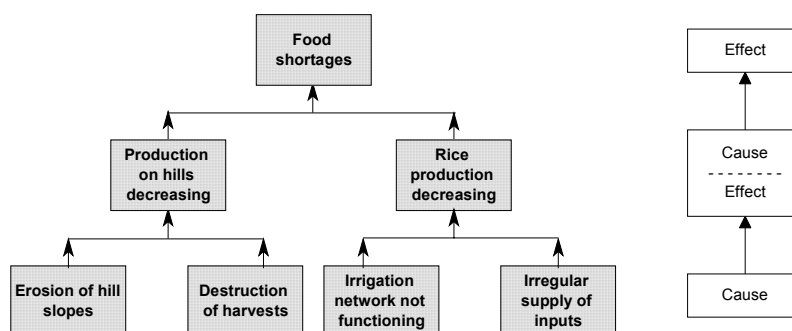 Food
shortages
Effect
Production
on hills
decreasing
Rice
production
decreasing
Cause
Effect
Erosion of hill
slopes
Destruction
of harvests
Irrigation
network not
functioning
Irregular
supply of
inputs
Cause